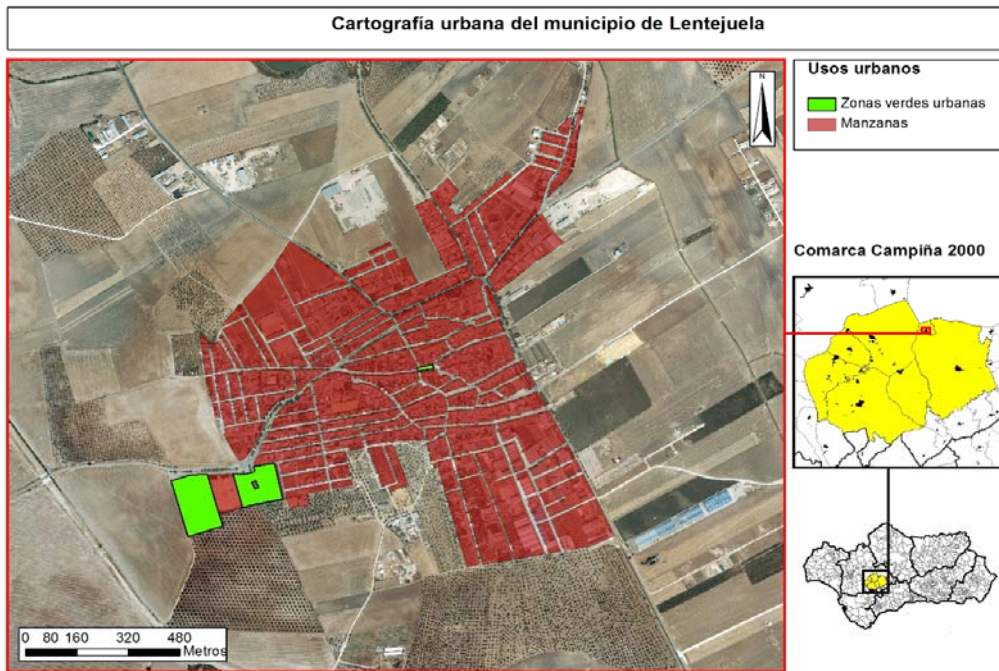 Cartografía urbana del municipio de Lentejuela
N
Usos urbanos
Zonas verdes urbanas
Manzanas
Comarca Campiña 2000
0 80 160 320 480
Metros